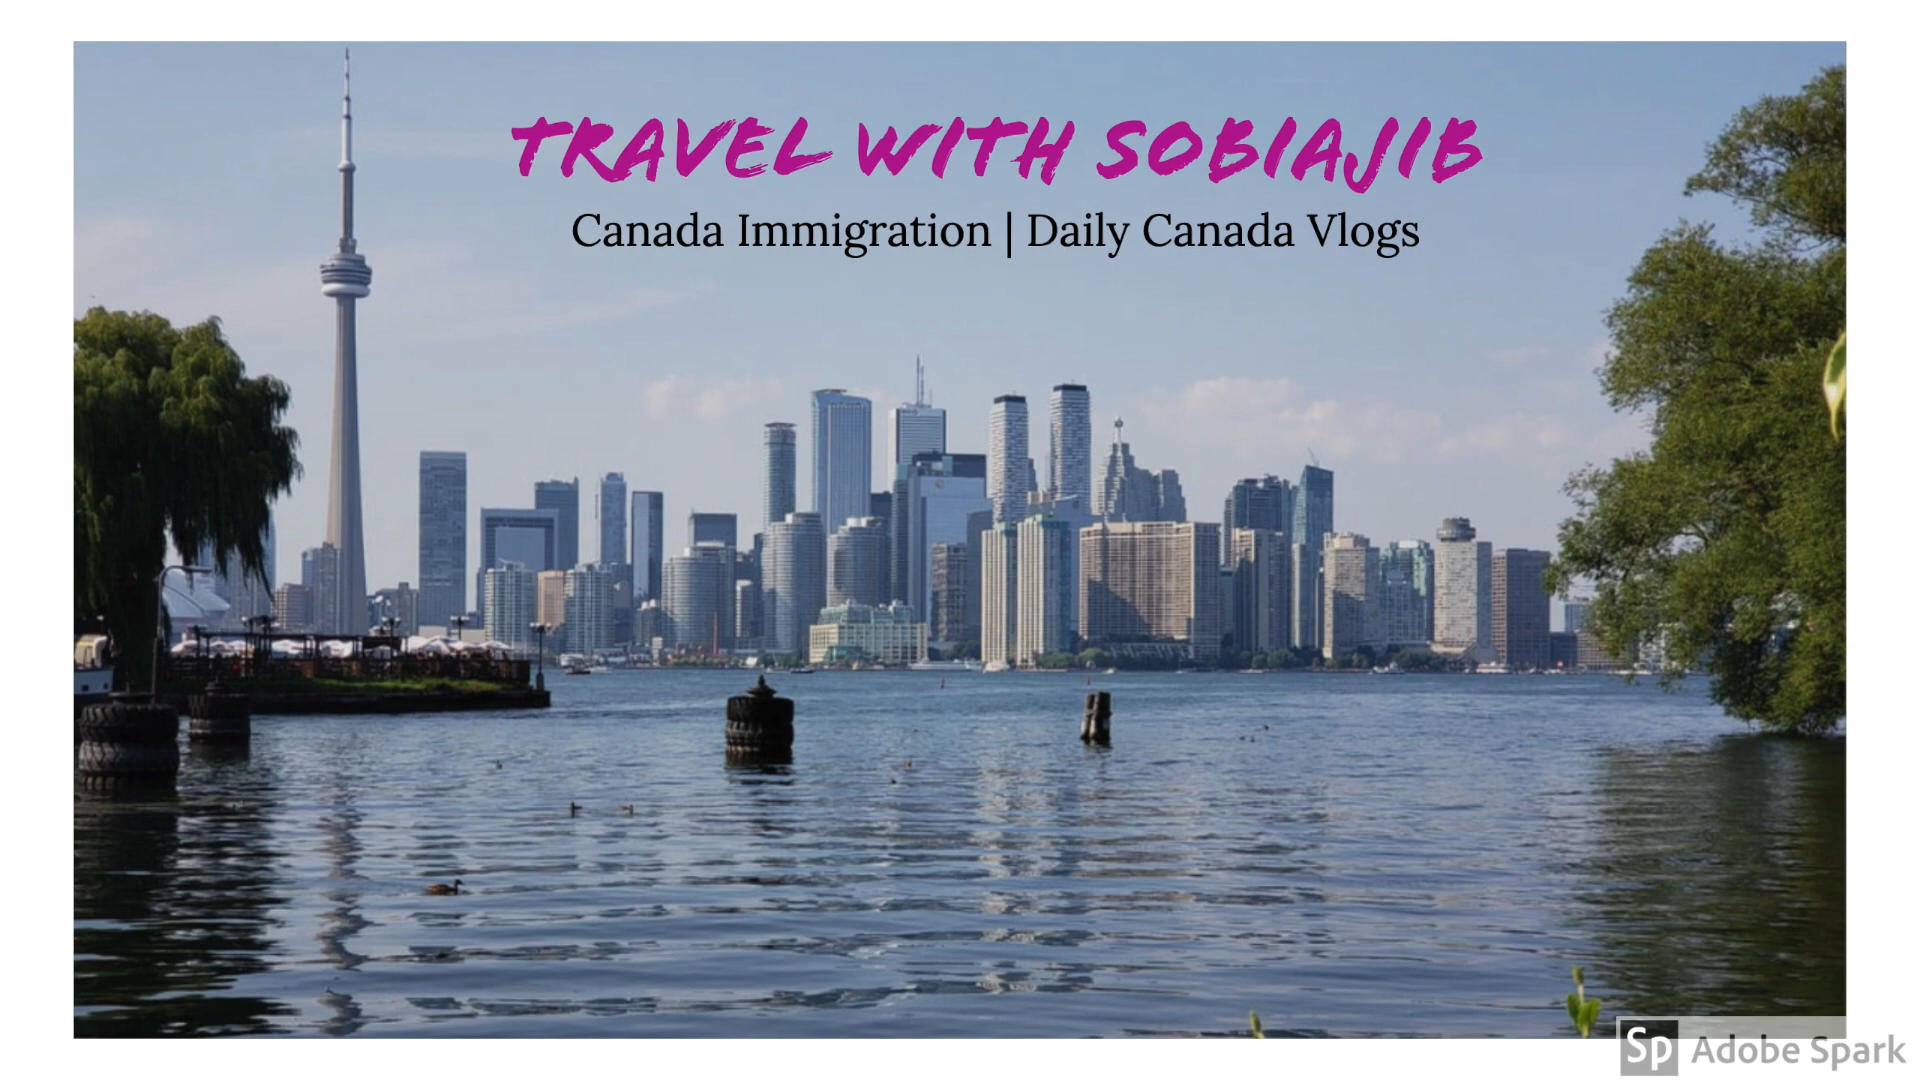 TRAVEL WITH SOBIAJIB
Canada Immigration | Daily Canada Vlogs
Sp Adobe Spark